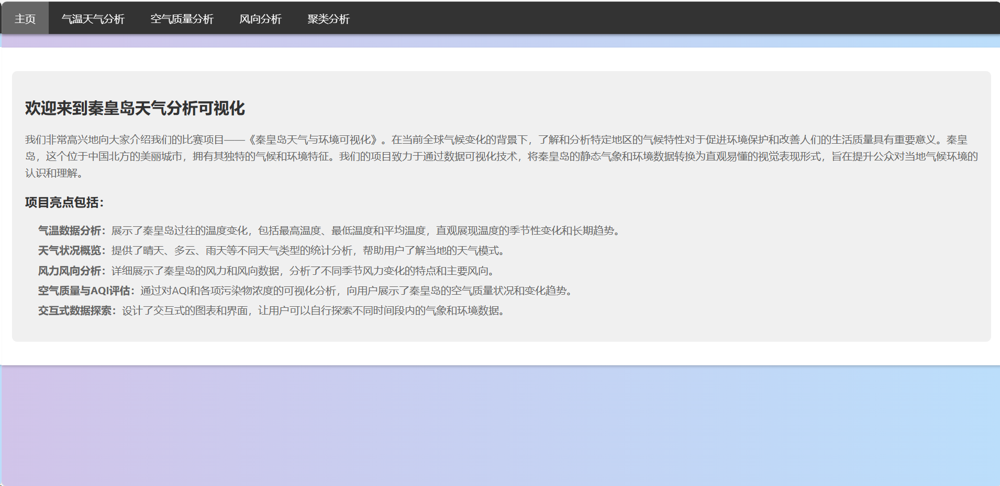 主页 气温天气分析 空气质量分析 风向分析 聚类分析
欢迎来到秦皇岛天气分析可视化
我们非常高兴地向大家介绍我们的比赛项目——《秦皇岛天气与环境可视化》。在当前全球气候变化的背景下，了解和分析特定地区的气候特性对于促进环境保护和改善人们的生活质量具有重要意义。秦皇
岛，这个位于中国北方的美丽城市，拥有其独特的气候和环境特征。我们的项目致力于通过数据可视化技术，将秦皇岛的静态气象和环境数据转换为直观易懂的视觉表现形式，旨在提升公众对当地气候环境的
认识和理解。
项目亮点包括：
气温数据分析：展示了秦皇岛过往的温度变化，包括最高温度、最低温度和平均温度，直观展现温度的季节性变化和长期趋势。
天气状况概览：提供了晴天、多云、雨天等不同天气类型的统计分析，帮助用户了解当地的天气模式。
风力风向分析：详细展示了秦皇岛的风力和风向数据，分析了不同季节风力变化的特点和主要风向。
空气质量与AQI评估：通过对AQI和各项污染物浓度的可视化分析，向用户展示了秦皇岛的空气质量状况和变化趋势。
交互式数据探索：设计了交互式的图表和界面，让用户可以自行探索不同时间段内的气象和环境数据。